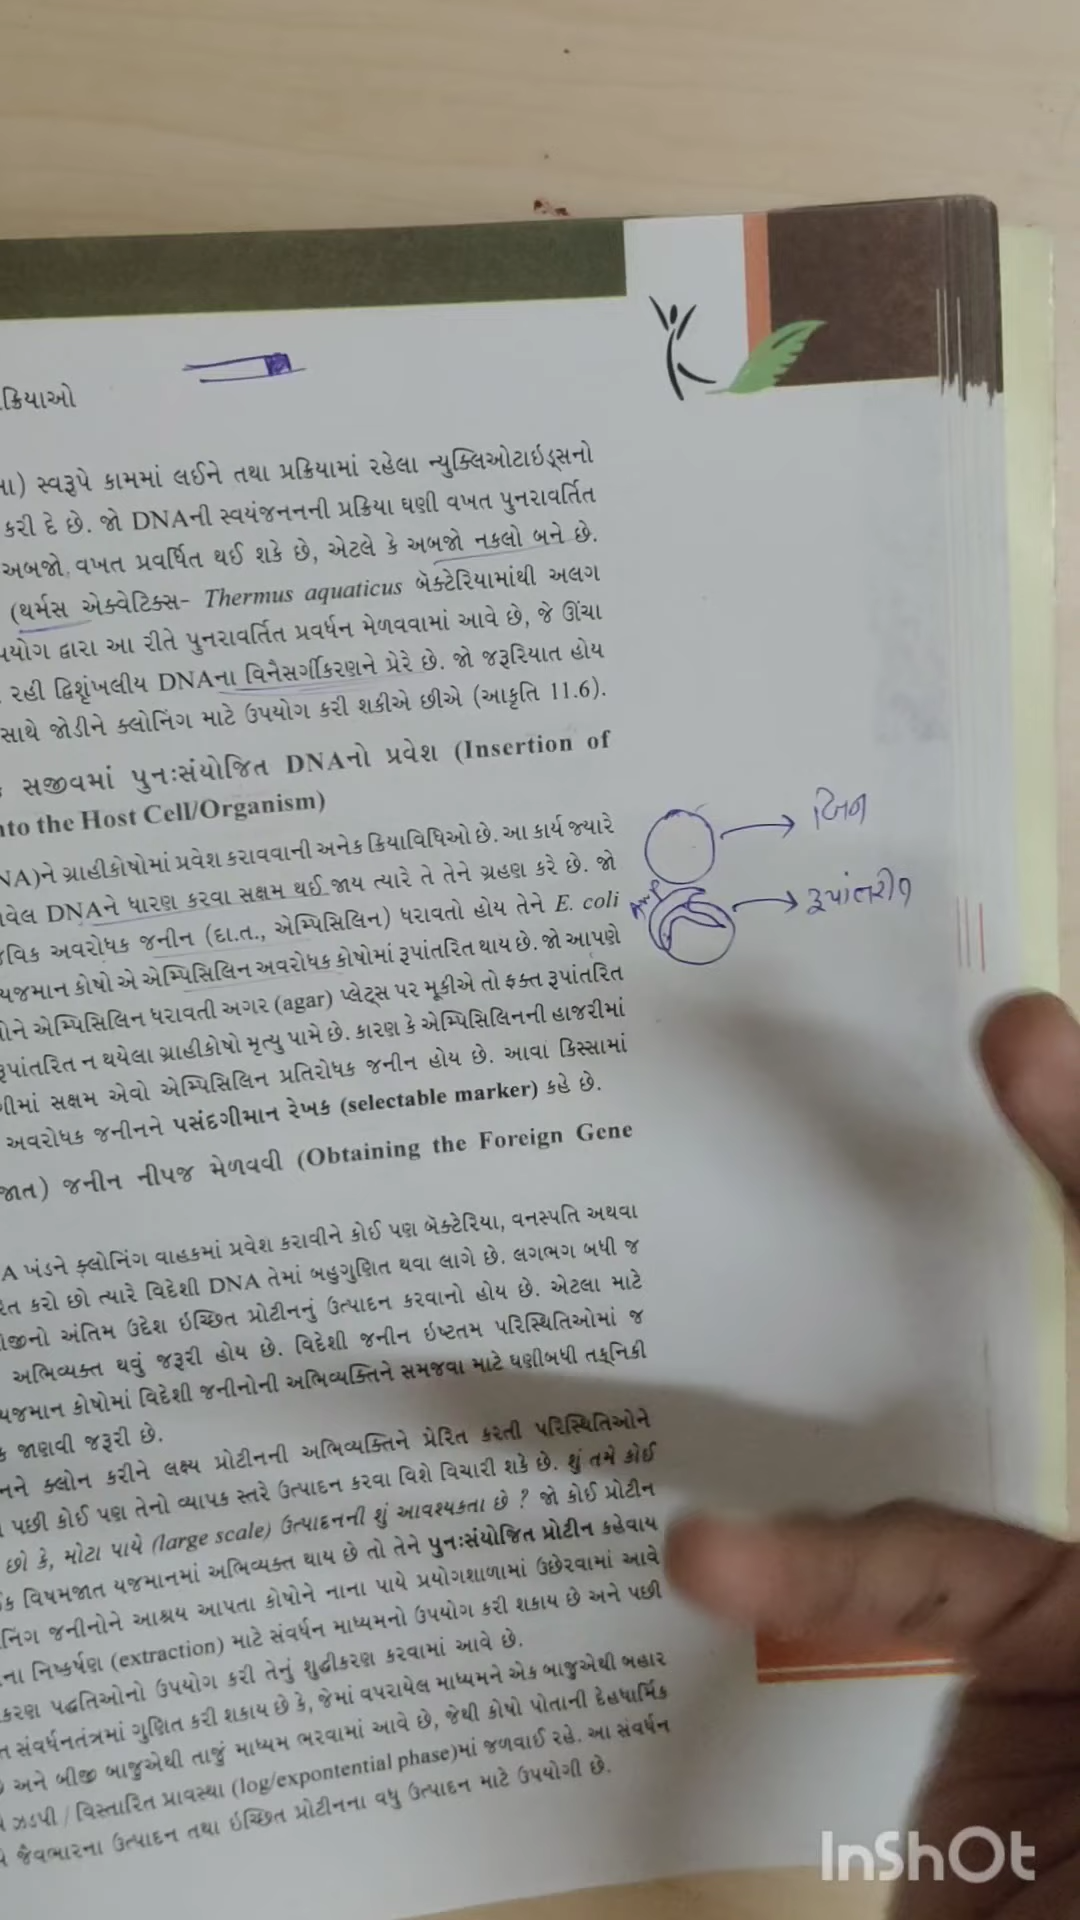 ક્રિયાઓ
સ્વરૂપે કામમાં લઈને તથા પ્રક્રિયામાં રહેલા ન્યુક્લિઓટાઇડ્સનો
કરી દે છે. જો DNAની સ્વયંજનનની પ્રક્રિયા ઘણી વખત પુનરાવર્તિત
અબજો વખત પ્રવર્ધિત થઈ શકે છે, એટલે કે અબજો નકલો બને છે.
(થર્મસ એક્વેટિક્સ- Thermus aquaticus બૅક્ટેરિયામાંથી અલગ
દ્વારા આ રીતે પુનરાવર્તિત પ્રવર્ધન મેળવવામાં આવે છે, જે ઊંચા
રહી દ્વિશૃંખલીય DNAના વિનૈસર્ગીકરણને પ્રેરે છે. જો જરૂરિયાત હોય
સાથે જોડીને ક્લોનિંગ માટે ઉપયોગ કરી શકીએ છીએ (આકૃતિ 11.6).
સજીવમાં પુનઃસંયોજિત DNAનો પ્રવેશ (Insertion of
the Host Cell/Organism)
ગ્રાહીકોષોમાં પ્રવેશ કરાવવાની અનેક ક્રિયાવિધિઓ છે. આ કાર્ય જ્યારે
DNAને ધારણ કરવા સક્ષમ થઈ જાય ત્યારે તે તેને ગ્રહણ કરે છે. જો
અવરોધક જનીન (દા.ત., એમ્પિસિલિન) ધરાવતો હોય તેને E. coli
યજમાન કોષો એ એમ્પિસિલિન અવરોધક કોષોમાં રૂપાંતરિત થાય છે. જો આપણે
એમ્પિસિલિન ધરાવતી અગર (agar) પ્લેટ્સ પર મૂકીએ તો ફક્ત રૂપાંતરિત
રૂપાંતરિત ન થયેલા ગ્રાહીકોષો મૃત્યુ પામે છે. કારણ કે એમ્પિસિલિનની હાજરીમાં
સક્ષમ એવો એમ્પિસિલિન પ્રતિરોધક જનીન હોય છે. આવાં કિસ્સામાં
અવરોધક જનીનને પસંદગીમાન રેખક (selectable marker) કહે છે.
જનીન નીપજ મેળવવી (Obtaining the Foreign Gene
ખંડને ક્લોનિંગ વાહકમાં પ્રવેશ કરાવીને કોઈ પણ બૅક્ટેરિયા, વનસ્પતિ અથવા
કરો છો ત્યારે વિદેશી DNA તેમાં બહુગુણિત થવા લાગે છે. લગભગ બધી જ
અંતિમ ઉદ્દેશ ઇચ્છિત પ્રોટીનનું ઉત્પાદન કરવાનો હોય છે. એટલા માટે
અભિવ્યક્ત થવું જરૂરી હોય છે. વિદેશી જનીન ઇષ્ટતમ પરિસ્થિતિઓમાં જ
યજમાન કોષોમાં વિદેશી જનીનોની અભિવ્યક્તિને સમજવા માટે ઘણીબધી તક્નિકી
જાણવી જરૂરી છે.
ક્લોન કરીને લક્ષ્ય પ્રોટીનની અભિવ્યક્તિને પ્રેરિત કરતી પરિસ્થિતિઓને
પછી કોઈ પણ તેનો વ્યાપક સ્તરે ઉત્પાદન કરવા વિશે વિચારી શકે છે. શું તમે કોઈ
છો કે, મોટા પાયે (large scale) ઉત્પાદનની શું આવશ્યકતા છે ? જો કોઈ પ્રોટીન
વિષમજાત યજમાનમાં અભિવ્યક્ત થાય છે તો તેને પુનઃસંયોજિત પ્રોટીન કહેવાય
જનીનોને આશ્રય આપતા કોષોને નાના પાયે પ્રયોગશાળામાં ઉછેરવામાં આવે
નિષ્કર્ષણ (extraction) માટે સંવર્ધન માધ્યમનો ઉપયોગ કરી શકાય છે અને પછી
પદ્ધતિઓનો ઉપયોગ કરી તેનું શુદ્ધીકરણ કરવામાં આવે છે.
સંવર્ધનતંત્રમાં ગુણિત કરી શકાય છે કે, જેમાં વપરાયેલ માધ્યમને એક બાજુએથી બહાર
અને બીજી બાજુએથી તાજું માધ્યમ ભરવામાં આવે છે, જેથી કોષો પોતાની દેહધાર્મિક
ઝડપી / વિસ્તારિત પ્રાવસ્થા (log/expontential phase)માં જળવાઈ રહે. આ સંવર્ધન
જૈવભારના ઉત્પાદન તથા ઇચ્છિત પ્રોટીનના વધુ ઉત્પાદન માટે ઉપયોગી છે.
બિન
રૂપાંતરીત
InShOt